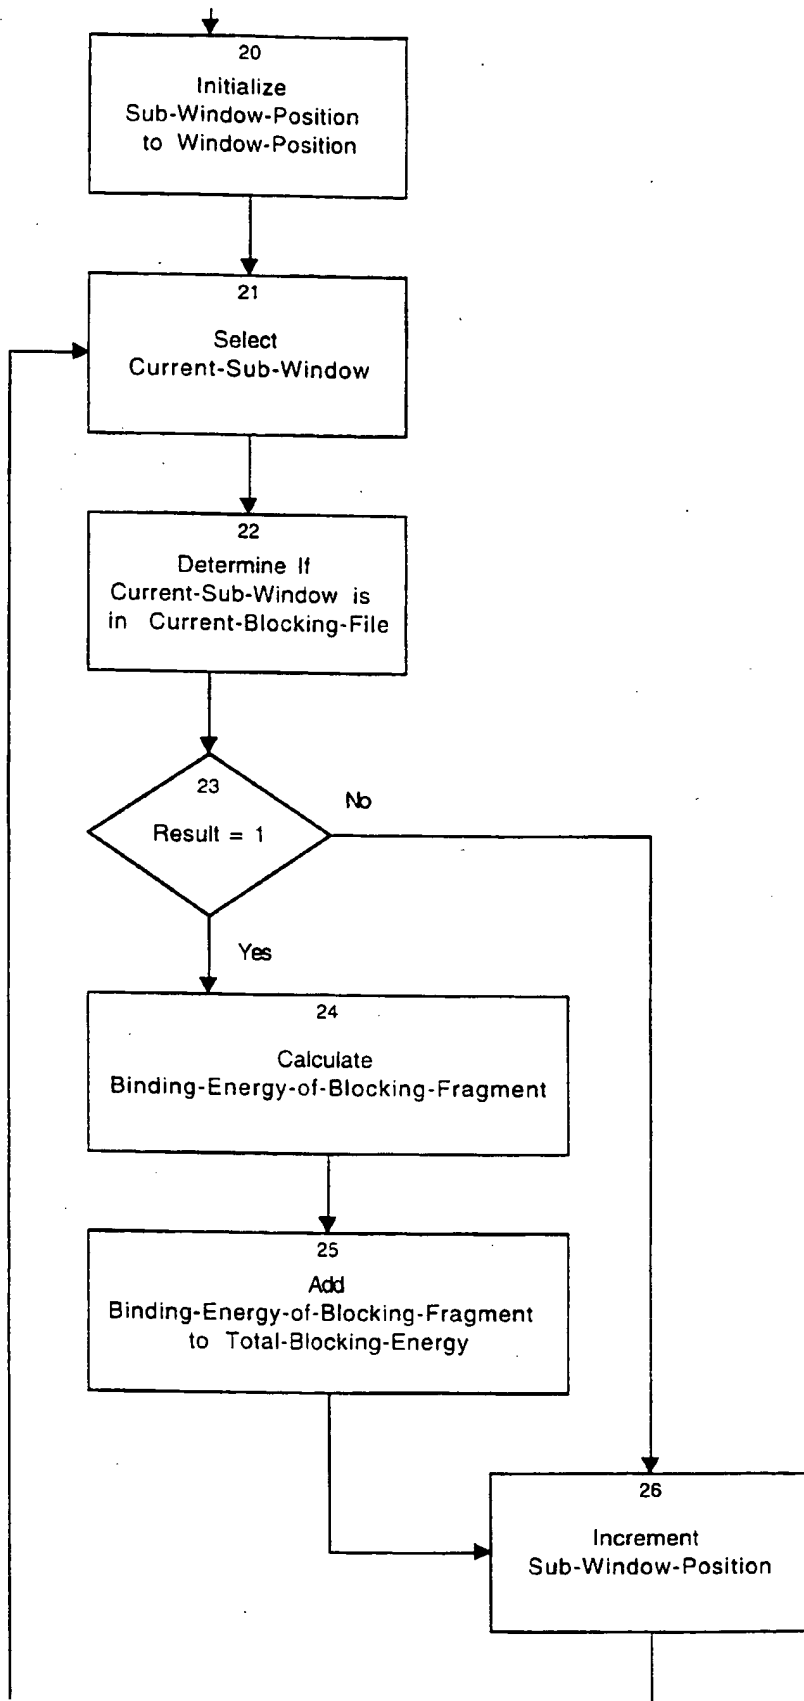 20
Initialize
Sub-Window-Position
to Window-Position
21
Select
Current-Sub-Window
22
Determine If
Current-Sub-Window is
in Current-Blocking-File
23
Result = 1
No
Yes
24
Calculate
Binding-Energy-of-Blocking-Fragment
25
Add
Binding-Energy-of-Blocking-Fragment
to Total-Blocking-Energy
26
Increment
Sub-Window-Position